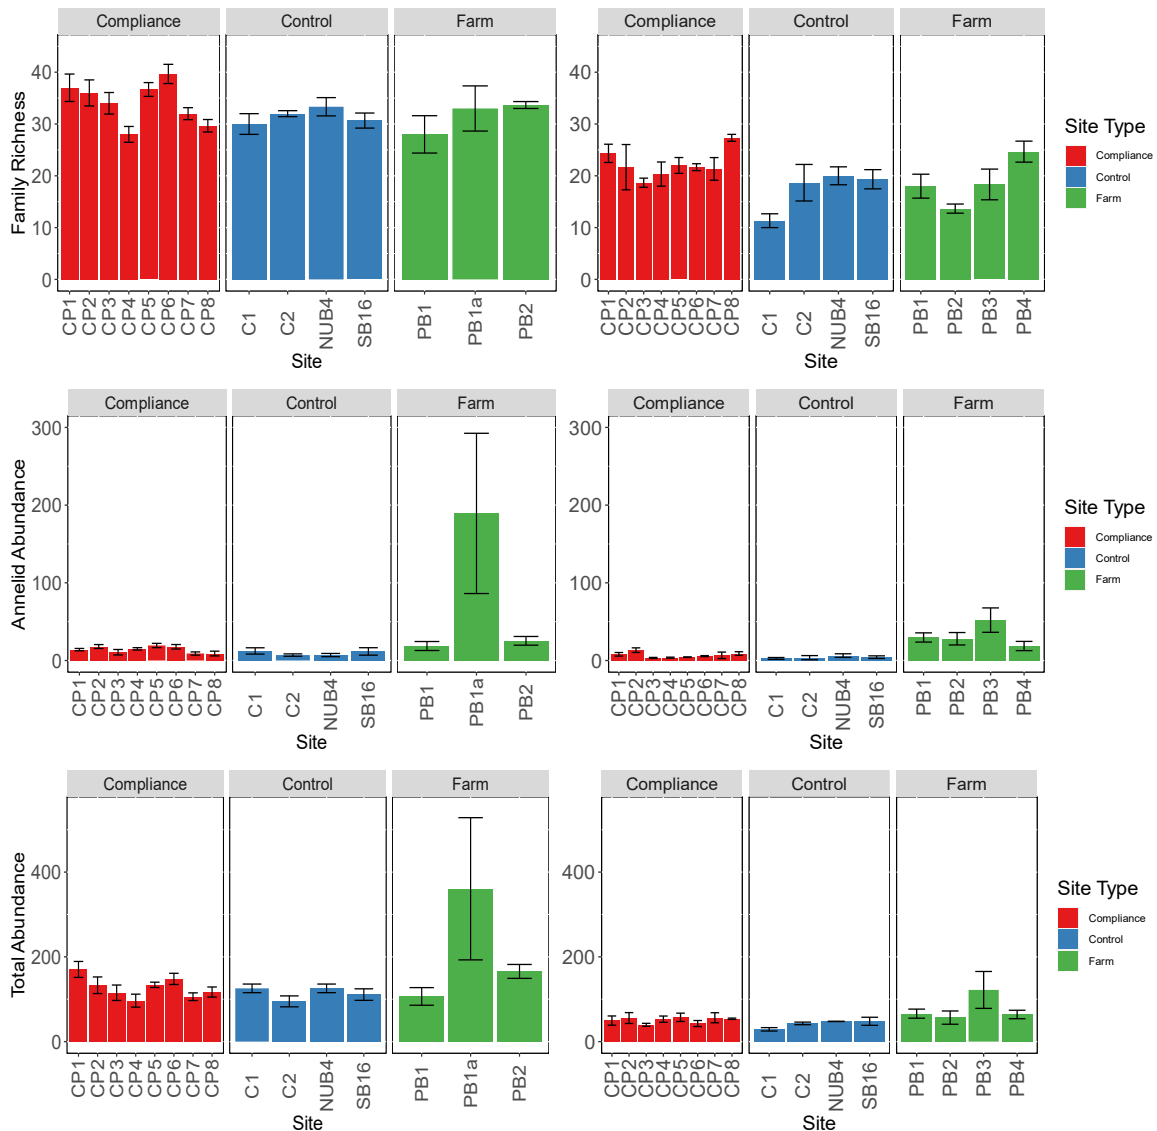 Compliance Control Farm Compliance Control Farm
Family Richness
40
30
20
10
0
40
30
20
10
0
CP1 CP2 CP3 CP4 CP5 CP6 CP7 CP8 C1 C2 NUB4 SB16 PB1 PB1a PB2
CP1 CP2 CP3 CP4 CP5 CP6 CP7 CP8 C1 C2 NUB4 SB16 PB1 PB2 PB3 PB4
Site Site
Site Type
Compliance
Control
Farm
Compliance Control Farm Compliance Control Farm
Annelid Abundance
300
200
100
0
300
200
100
0
CP1 CP2 CP3 CP4 CP5 CP6 CP7 CP8 C1 C2 NUB4 SB16 PB1 PB1a PB2
CP1 CP2 CP3 CP4 CP5 CP6 CP7 CP8 C1 C2 NUB4 SB16 PB1 PB2 PB3 PB4
Site Site
Site Type
Compliance
Control
Farm
Compliance Control Farm Compliance Control Farm
Total Abundance
400
200
0
400
200
0
CP1 CP2 CP3 CP4 CP5 CP6 CP7 CP8 C1 C2 NUB4 SB16 PB1 PB1a PB2
CP1 CP2 CP3 CP4 CP5 CP6 CP7 CP8 C1 C2 NUB4 SB16 PB1 PB2 PB3 PB4
Site Site
Site Type
Compliance
Control
Farm